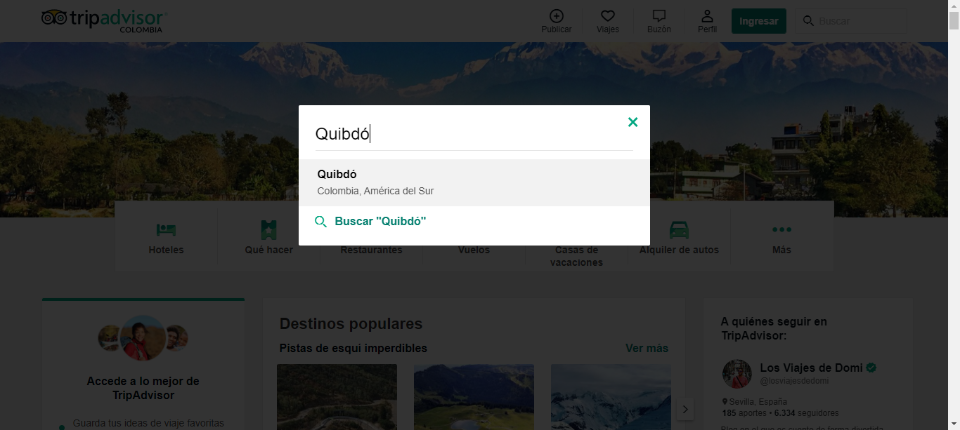 tripadvisor
COLOMBIA
Publicar
Viajes
Buzón
Perfil
Ingresar
Buscar
Quibdó
Quibdó
Colombia, América del Sur
Buscar "Quibdó"
Hoteles
Qué hacer
Restaurantes
Vuelos
Casas de
vacaciones
Alquiler de autos
Más
Accede a lo mejor de
TripAdvisor
Guarda tus ideas de viaje favoritas
Destinos populares
Pistas de esquí imperdibles
Ver más
A quiénes seguir en
TripAdvisor:
Los Viajes de Domi
@losviajesdedomi
Sevilla, España
185 aportes • 6.334 seguidores